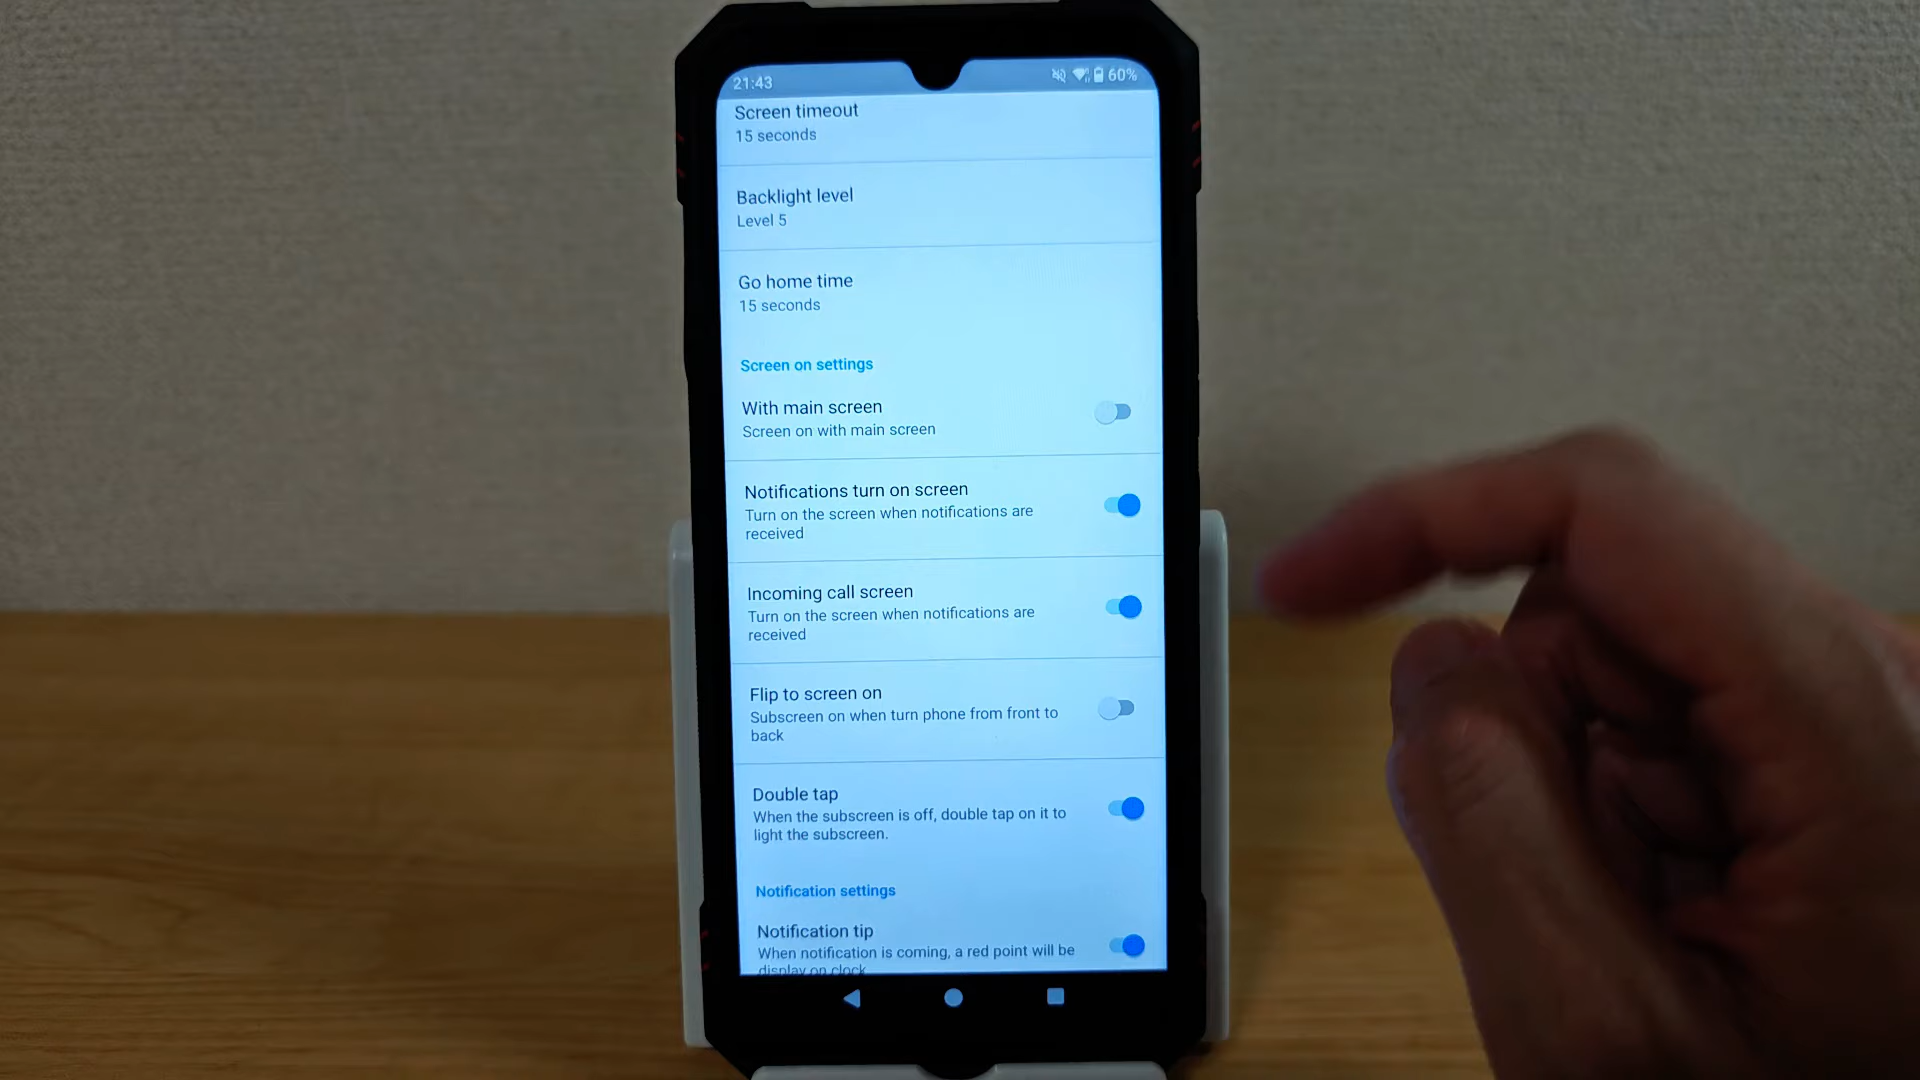 21:43
60%
Screen timeout
15 seconds
Backlight level
Level 5
Go home time
15 seconds
Screen on settings
With main screen
Screen on with main screen
Notifications turn on screen
Turn on the screen when notifications are
received
Incoming call screen
Turn on the screen when notifications are
received
Flip to screen on
Subscreen on when turn phone from front to
back
Double tap
When the subscreen is off, double tap on it to
light the subscreen.
Notification settings
Notification tip
When notification is coming, a red point will be
display on clock